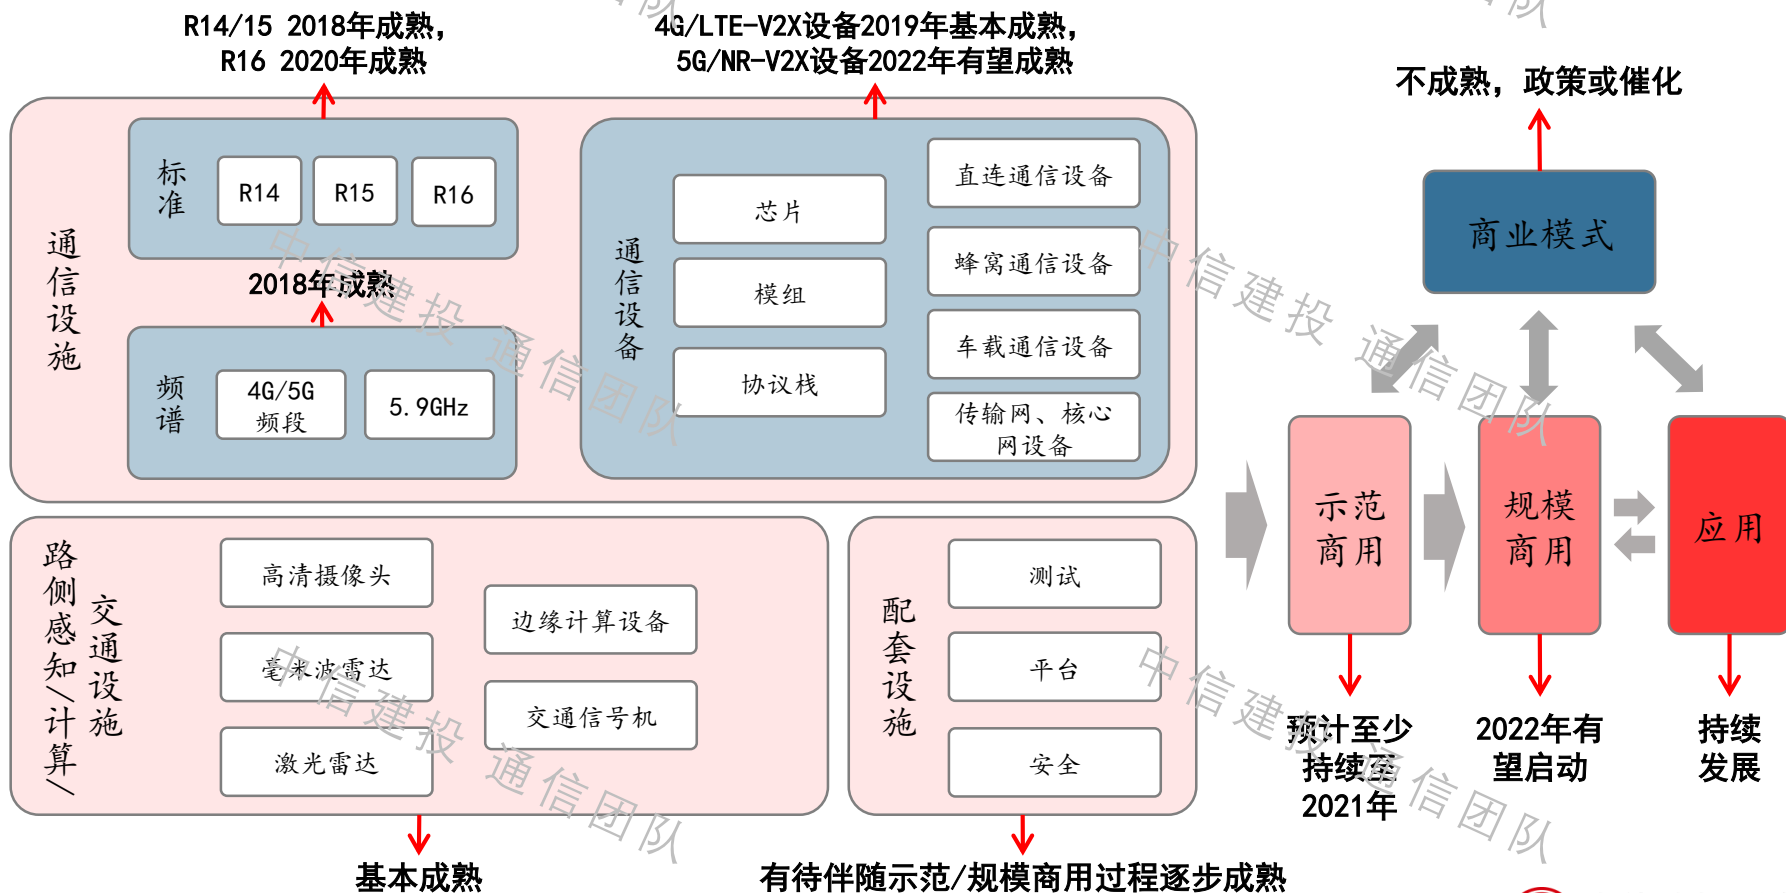 R14/15 2018年成熟，
R16 2020年成熟
4G/LTE-V2X设备2019年基本成熟，
5G/NR-V2X设备2022年有望成熟
不成熟，政策或催化
通信设施
标准
R14
R15
R16
2018年成熟
频谱
4G/5G
频段
5.9GHz
通信设备
芯片
模组
协议栈
直连通信设备
蜂窝通信设备
车载通信设备
传输网、核心
网设备
商业模式
示范
商用
规模
商用
应用
路侧感知/计算/
交通设施
高清摄像头
毫米波雷达
激光雷达
边缘计算设备
交通信号机
配套设施
测试
平台
安全
预计至少
持续至
2021年
2022年有
望启动
持续
发展
基本成熟
有待伴随示范/规模商用过程逐步成熟
中信建投 通信团队
中信建投 通信团队
中信建投 通信团队
中信建投 通信团队